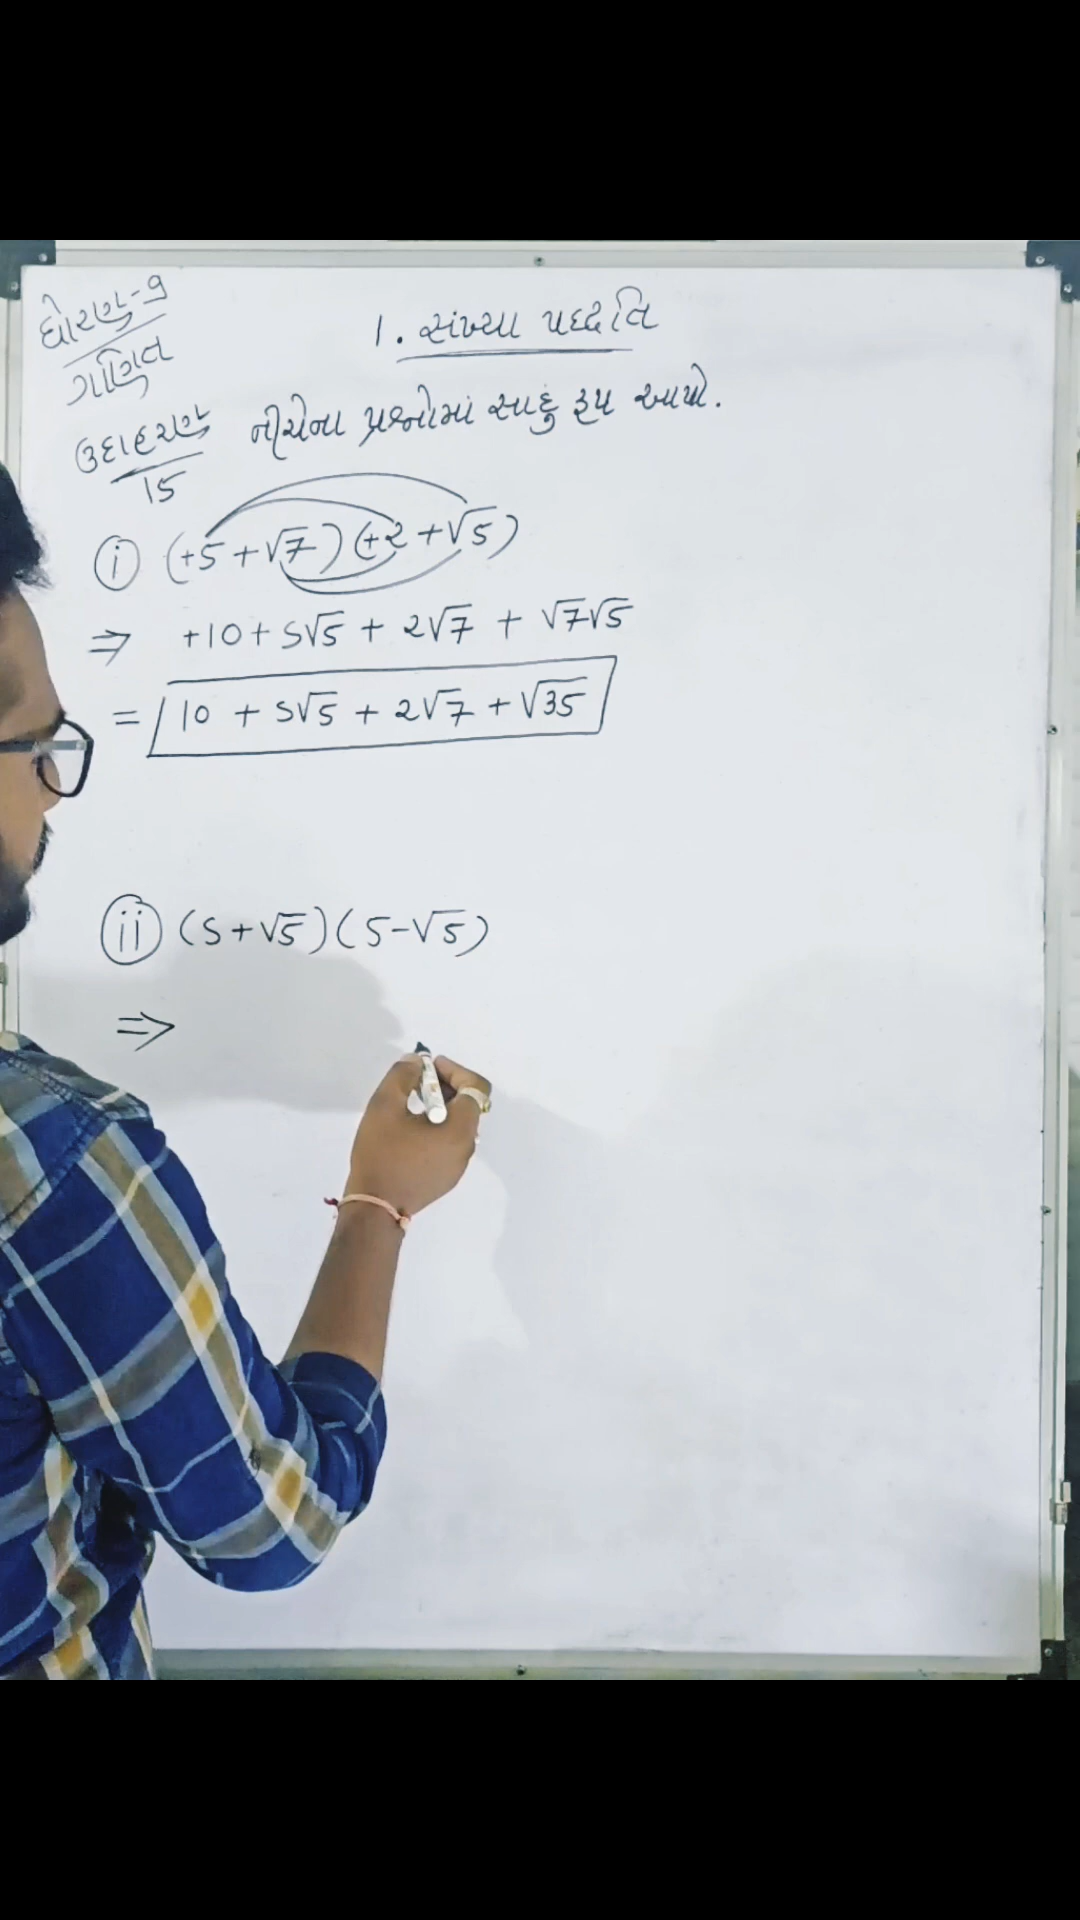 ધોરણ-૭
ગણિત
1. સંખ્યા પદ્ધતિ
ઉદાહરણ 15
નીચેના પ્રશ્નોમાં સાદું રૂપ આપો.
(i) (+5+√7)(+2+√5)
⇒ +10+5√5+2√7+√7√5
= 10+5√5+2√7+√35
(ii) (5+√5)(5-√5)
⇒